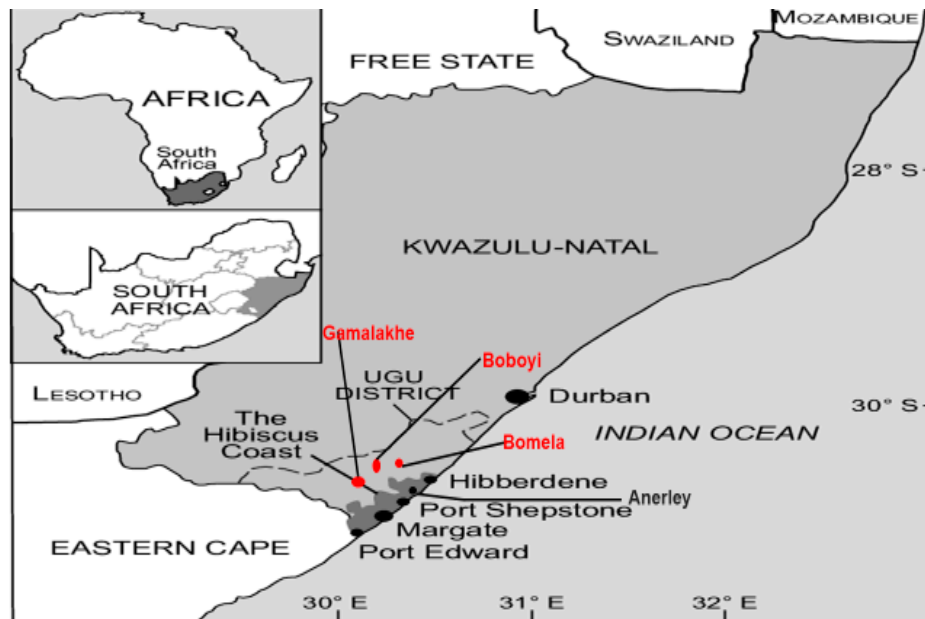 MOZAMBIQUE
SWAZILAND
FREE STATE
AFRICA
South
Africa
28° S
KWAZULU-NATAL
SOUTH
AFRICA
Gamalakhe
Boboyi
LESOTHO
UGU
DISTRICT
Durban
30° S
The
Hibiscus
Coast
INDIAN OCEAN
Bomela
Hibberdene
Anerley
Port Shepstone
Margate
EASTERN CAPE
Port Edward
30° E
31° E
32° E